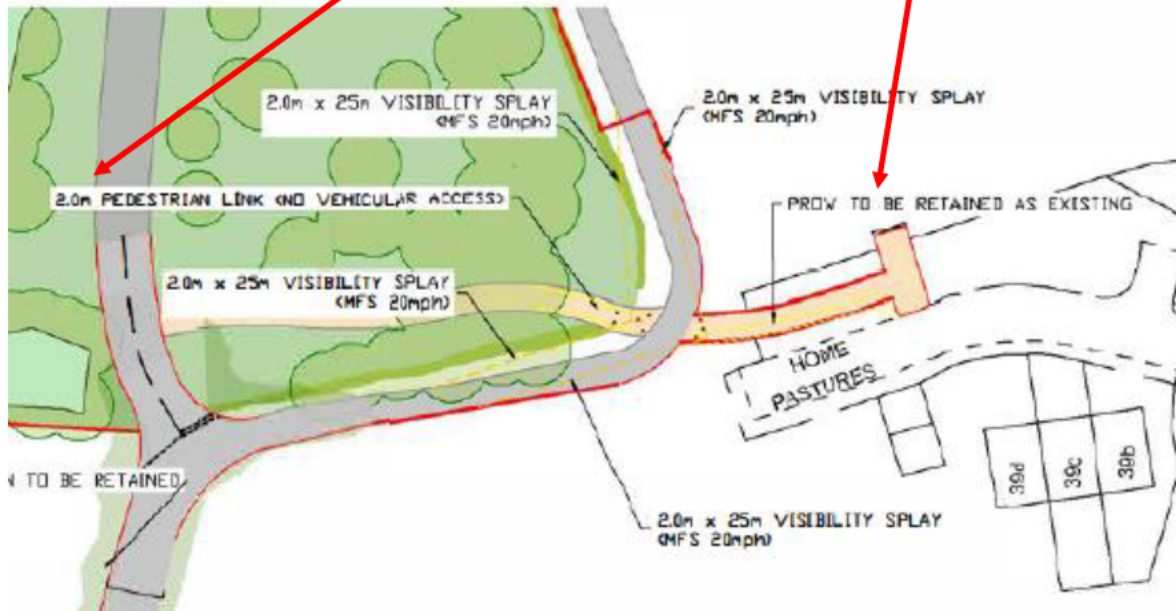 2.0m x 25m VISIBILITY SPLAY
(MFS 20mph)
2.0m x 25m VISIBILITY SPLAY
(MFS 20mph)
2.0m PEDESTRIAN LINK (NO VEHICULAR ACCESS)
PROW TO BE RETAINED AS EXISTING
2.0m x 25m VISIBILITY SPLAY
(MFS 20mph)
HOME
PASTURES
TO BE RETAINED
39d
39c
39b
2.0m x 25m VISIBILITY SPLAY
(MFS 20mph)